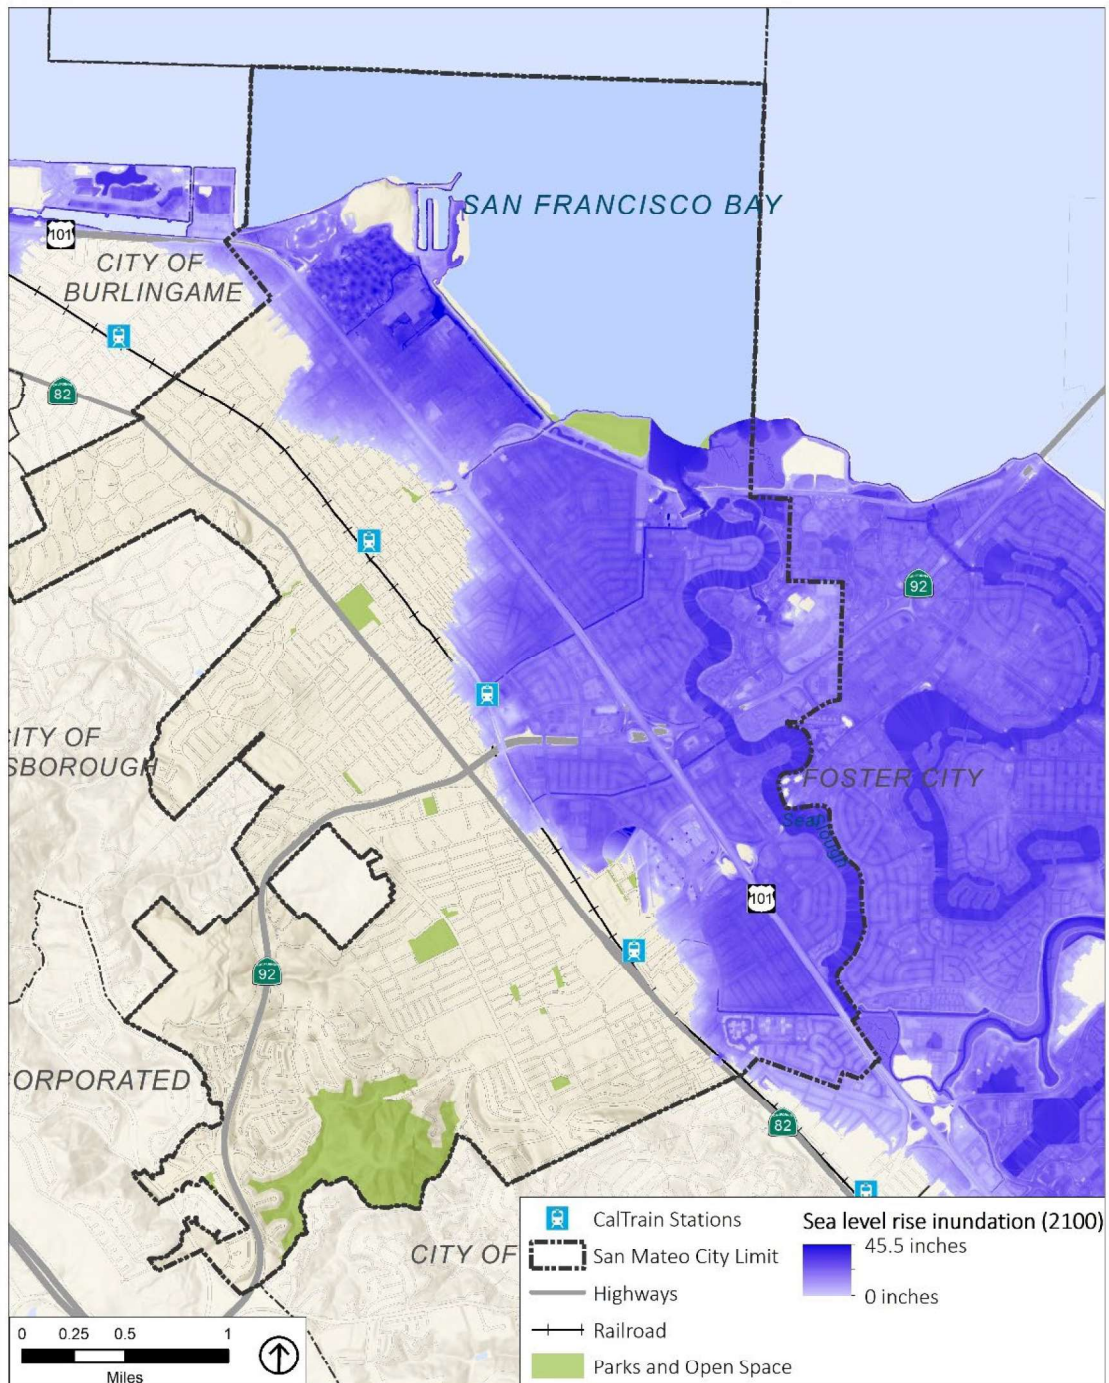 SAN FRANCISCO BAY
101
CITY OF
BURLINGAME
82
92
ITY OF
SBOROUGH
FOSTER CITY
Seal
Slough
101
92
ORPORATED
82
CITY OF
CalTrain Stations
San Mateo City Limit
Highways
Railroad
Parks and Open Space
Sea level rise inundation (2100)
45.5 inches
0 inches
0 0.25 0.5 1
Miles